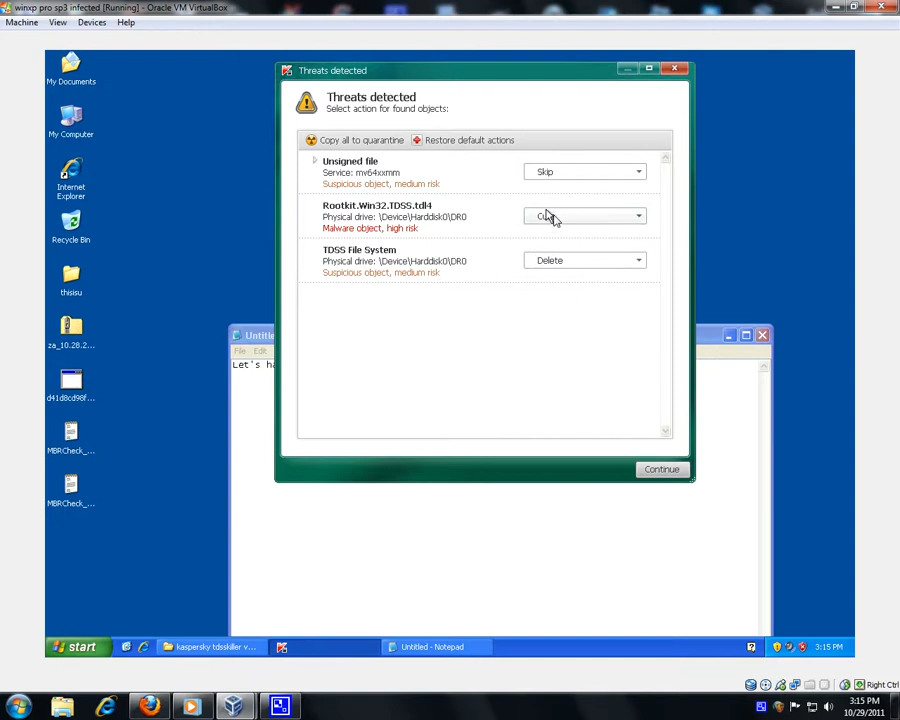 winxp pro sp3 infected [Running] - Oracle VM VirtualBox
Machine View Devices Help
My Documents
My Computer
Internet
Explorer
Recycle Bin
thisisu
za_10.28.2...
d41d8cd98f...
MBRCheck_...
MBRCheck_...
Threats detected
Threats detected
Select action for found objects:
Copy all to quarantine Restore default actions
Unsigned file
Service: mv64xxmm
Suspicious object, medium risk
Skip
Rootkit.Win32.TDSS.tdl4
Physical drive: \Device\Harddisk0\DR0
Malware object, high risk
TDSS File System
Physical drive: \Device\Harddisk0\DR0
Suspicious object, medium risk
Delete
Continue
File Edit
start
kaspersky tdsskiller v...
Untitled - Notepad
3:15 PM
Right Ctrl
3:15 PM
10/29/2011